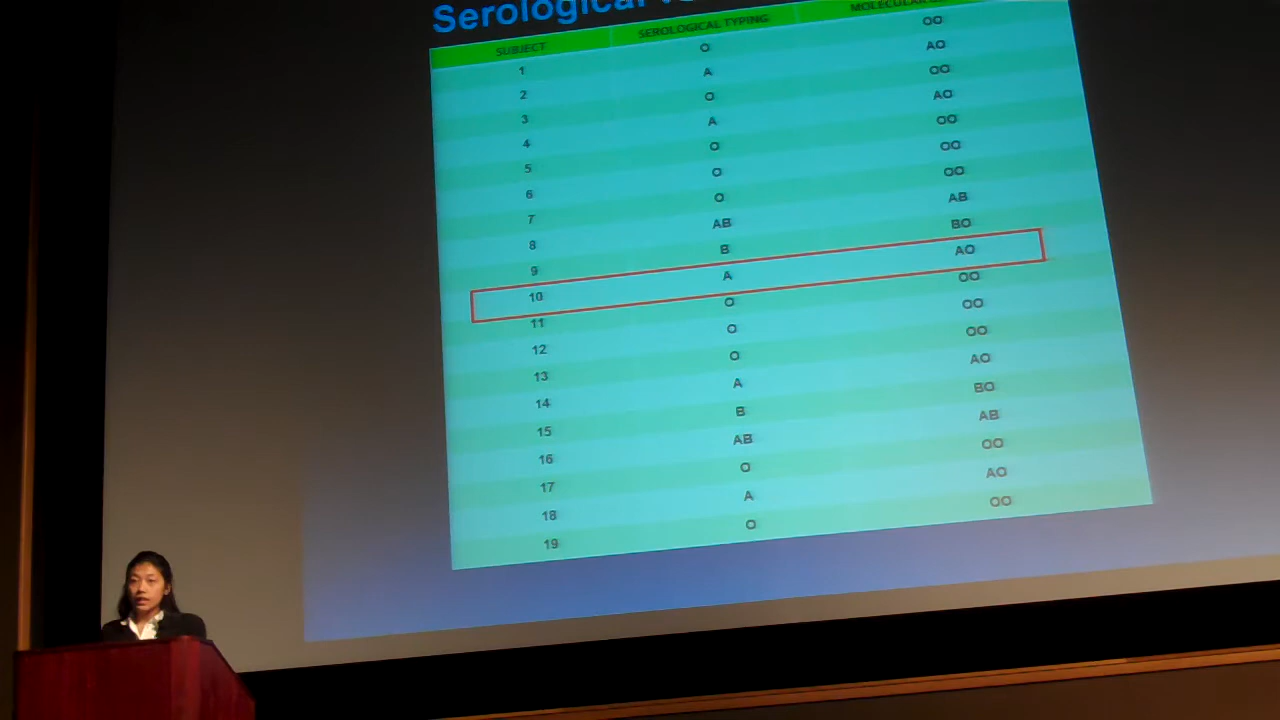 Serological
SUBJECT SEROLOGICAL TYPING MOLECULAR
1 O OO
2 A AO
3 O OO
4 A AO
5 O OO
6 O OO
7 O OO
8 AB AB
9 B BO
10 A AO
11 O OO
12 O OO
13 O OO
14 A AO
15 B BO
16 AB AB
17 O OO
18 A AO
19 O OO